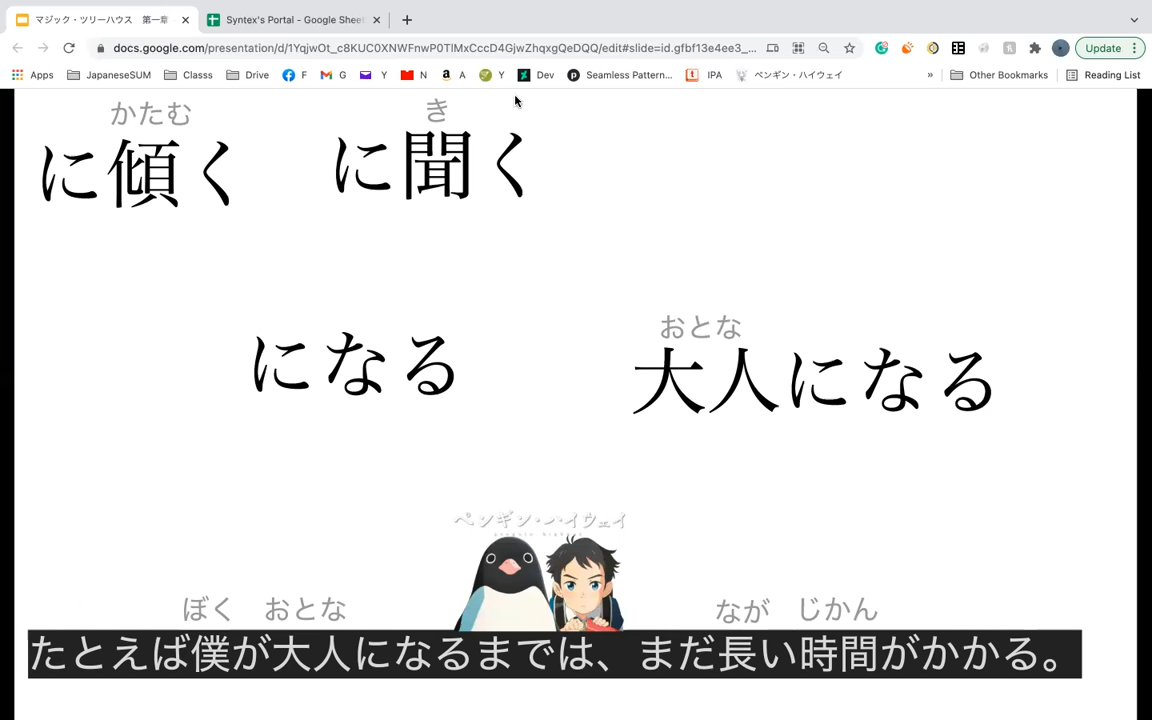 マジック・ツリーハウス　第一章
Syntex's Portal - Google Shee
docs.google.com/presentation/d/1YqjwOt_c8KUC0XNWFnwP0TlMxCccD4GjwZhqxgQeDQQ/edit#slide=id.gfbf13e4ee3_...
Update
Apps JapaneseSUM Classs Drive F G Y N A Y Dev Seamless Pattern... IPA ペンギン・ハイウェイ » Other Bookmarks Reading List
かたむ き
に傾く に聞く
おとな
になる 大人になる
ペンギン・ハイウェイ
ぼく おとな なが じかん
たとえば僕が大人になるまでは、まだ長い時間がかかる。